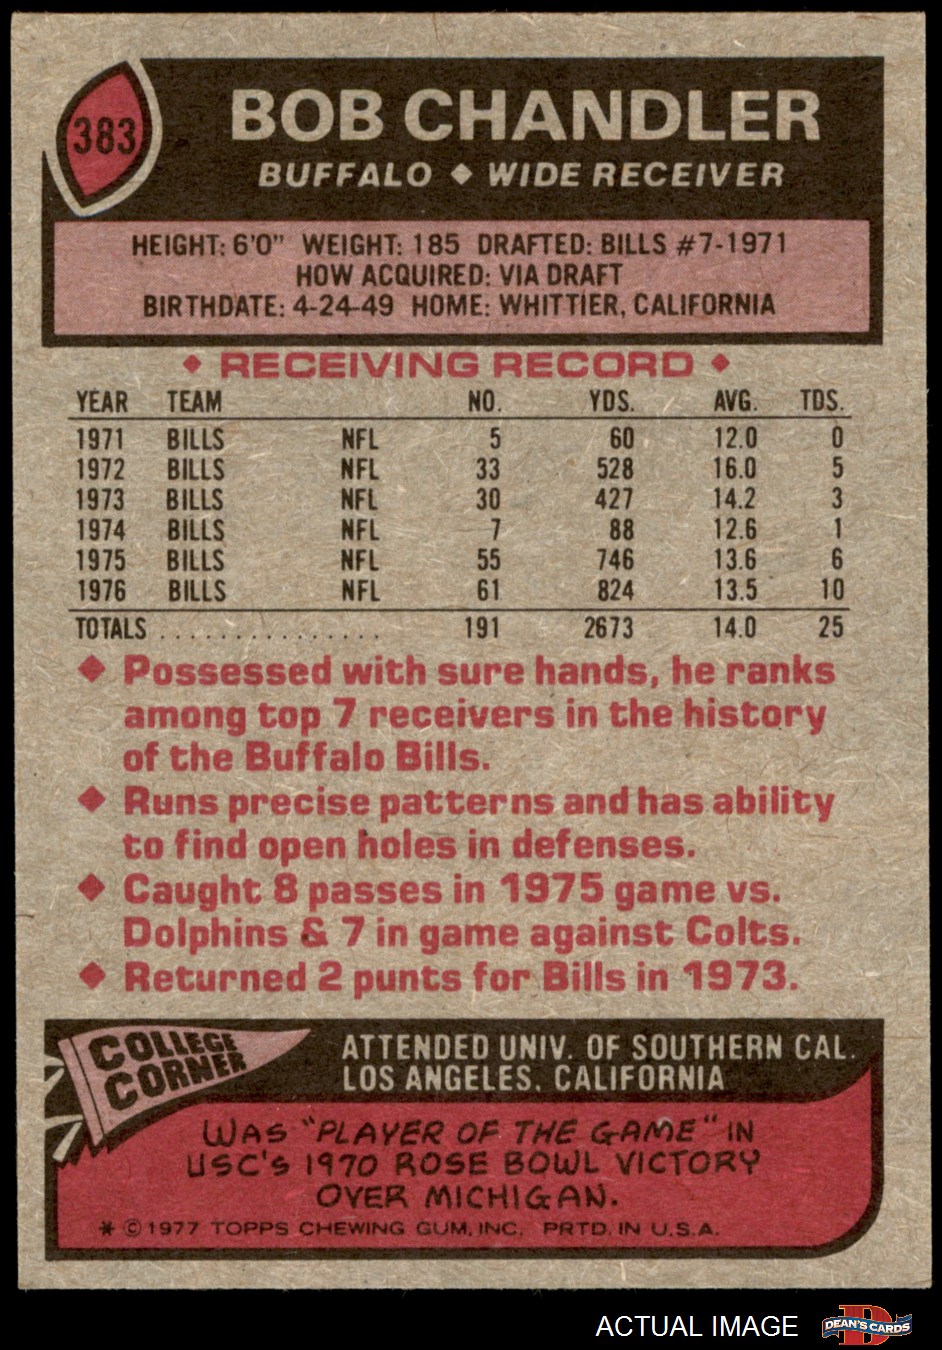 383
BOB CHANDLER
BUFFALO ◆ WIDE RECEIVER
HEIGHT: 6'0" WEIGHT: 185 DRAFTED: BILLS #7-1971
HOW ACQUIRED: VIA DRAFT
BIRTHDATE: 4-24-49 HOME: WHITTIER, CALIFORNIA
◆ RECEIVING RECORD ◆
YEAR TEAM NO. YDS. AVG. TDS.
1971 BILLS NFL 5 60 12.0 0
1972 BILLS NFL 33 528 16.0 5
1973 BILLS NFL 30 427 14.2 3
1974 BILLS NFL 7 88 12.6 1
1975 BILLS NFL 55 746 13.6 6
1976 BILLS NFL 61 824 13.5 10
TOTALS . . . . . . . . . . . . . . . 191 2673 14.0 25
◆ Possessed with sure hands, he ranks
among top 7 receivers in the history
of the Buffalo Bills.
◆ Runs precise patterns and has ability
to find open holes in defenses.
◆ Caught 8 passes in 1975 game vs.
Dolphins & 7 in game against Colts.
◆ Returned 2 punts for Bills in 1973.
COLLEGE
CORNER
ATTENDED UNIV. OF SOUTHERN CAL.
LOS ANGELES, CALIFORNIA
WAS "PLAYER OF THE GAME" IN
USC'S 1970 ROSE BOWL VICTORY
OVER MICHIGAN.
* © 1977 TOPPS CHEWING GUM, INC. PRTD. IN U.S.A.
ACTUAL IMAGE
D
DEAN'S CARDS